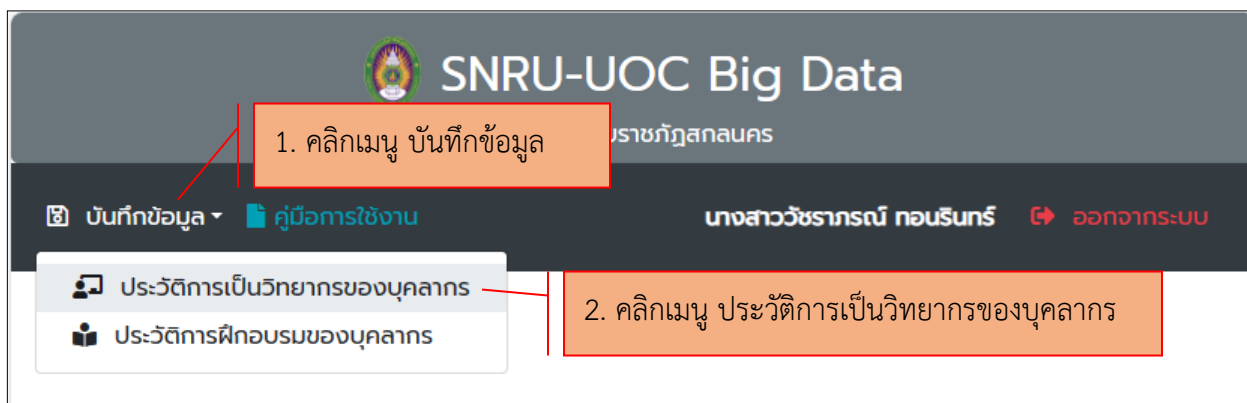 SNRU-UOC Big Data
1. คลิกเมนู บันทึกข้อมูล
ราชภัฏสกลนคร
บันทึกข้อมูล คู่มือการใช้งาน นางสาววัชราภรณ์ ทอนรินทร์ ออกจากระบบ
ประวัติการเป็นวิทยากรของบุคลากร
2. คลิกเมนู ประวัติการเป็นวิทยากรของบุคลากร
ประวัติการฝึกอบรมของบุคลากร